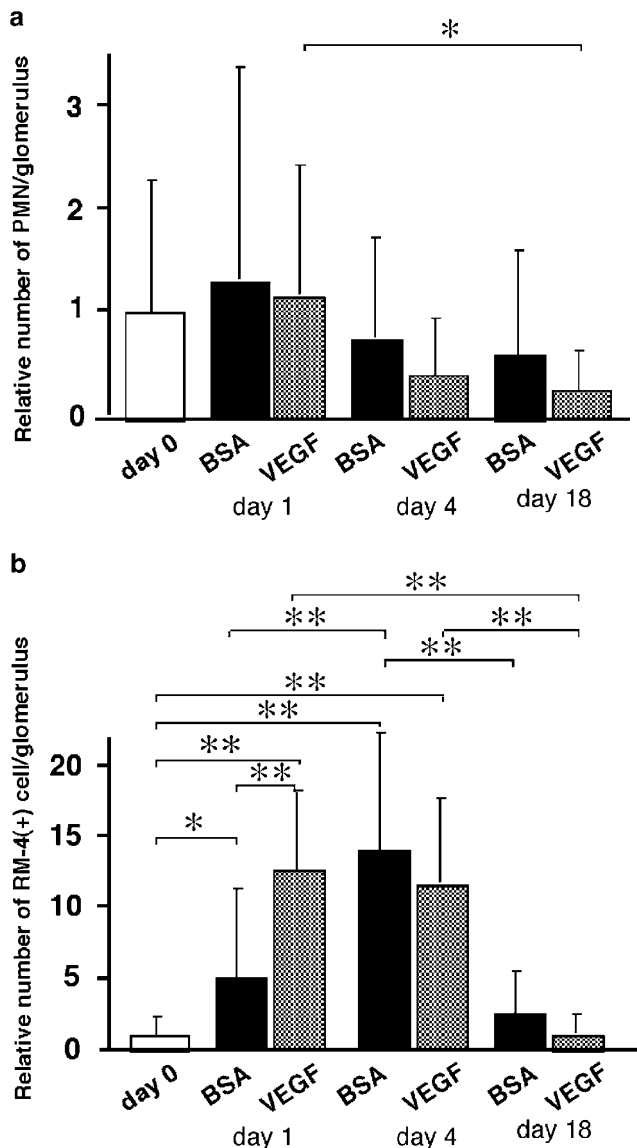 a
*
Relative number of PMN/glomerulus
3
2
1
0
day 0
BSA
VEGF
BSA
VEGF
BSA
VEGF
day 1
day 4
day 18
b
**
**
**
**
**
**
**
**
*
Relative number of RM-4(+) cell/glomerulus
20
15
10
5
0
day 0
BSA
VEGF
BSA
VEGF
BSA
VEGF
day 1
day 4
day 18